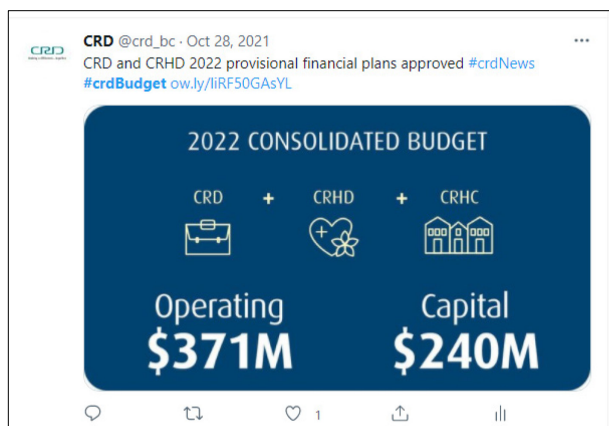 CRD
CRD @crd_bc · Oct 28, 2021
CRD and CRHD 2022 provisional financial plans approved #crdNews
#crdBudget ow.ly/liRF50GAsYL
2022 CONSOLIDATED BUDGET
CRD + CRHD + CRHC
Operating Capital
$371M $240M
1